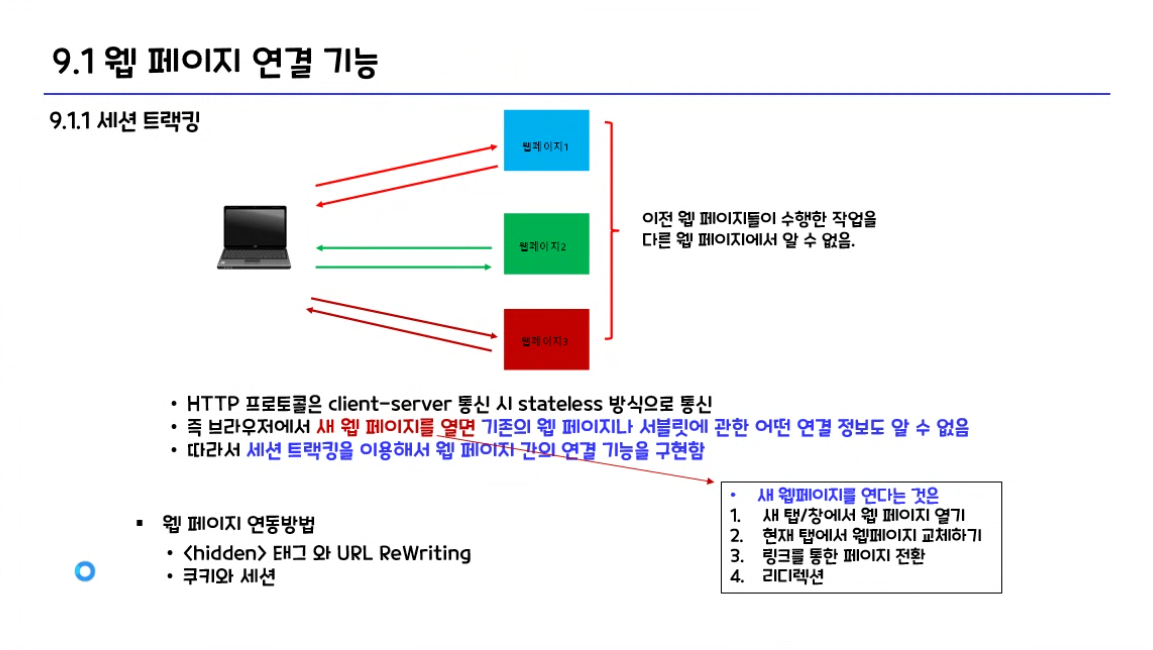 9.1 웹 페이지 연결 기능
9.1.1 세션 트랙킹
웹페이지1
웹페이지2
웹페이지3
이전 웹 페이지들이 수행한 작업을
다른 웹 페이지에서 알 수 없음.
• HTTP 프로토콜은 client-server 통신 시 stateless 방식으로 통신
• 즉 브라우저에서 새 웹 페이지를 열면 기존의 웹 페이지나 서블릿에 관한 어떤 연결 정보도 알 수 없음
• 따라서 세션 트랙킹을 이용해서 웹 페이지 간의 연결 기능을 구현함
▪ 웹 페이지 연동방법
• <hidden> 태그 와 URL ReWriting
• 쿠키와 세션
• 새 웹페이지를 연다는 것은
1. 새 탭/창에서 웹 페이지 열기
2. 현재 탭에서 웹페이지 교체하기
3. 링크를 통한 페이지 전환
4. 리디렉션